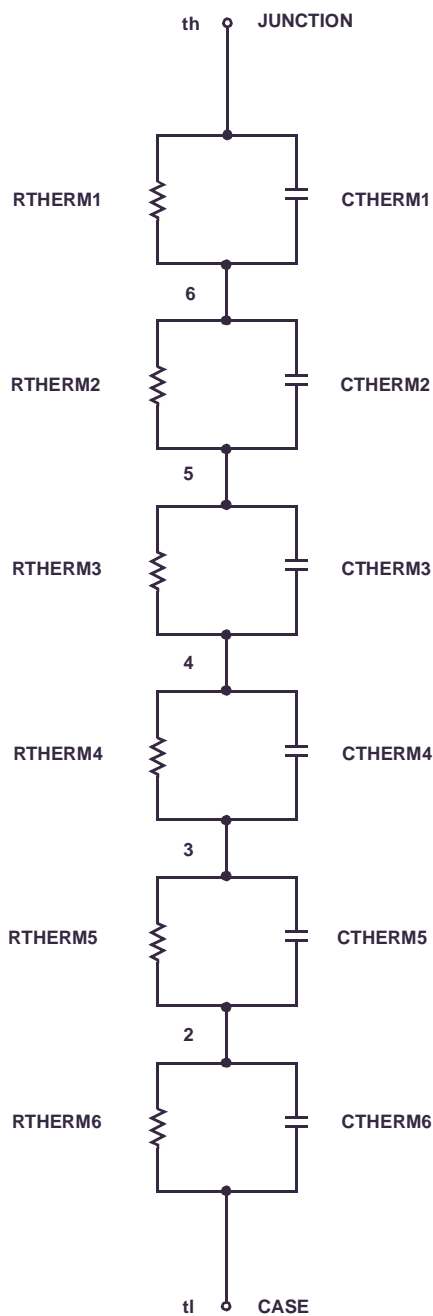 th JUNCTION
RTHERM1 CTHERM1
6
RTHERM2 CTHERM2
5
RTHERM3 CTHERM3
4
RTHERM4 CTHERM4
3
RTHERM5 CTHERM5
2
RTHERM6 CTHERM6
tl CASE